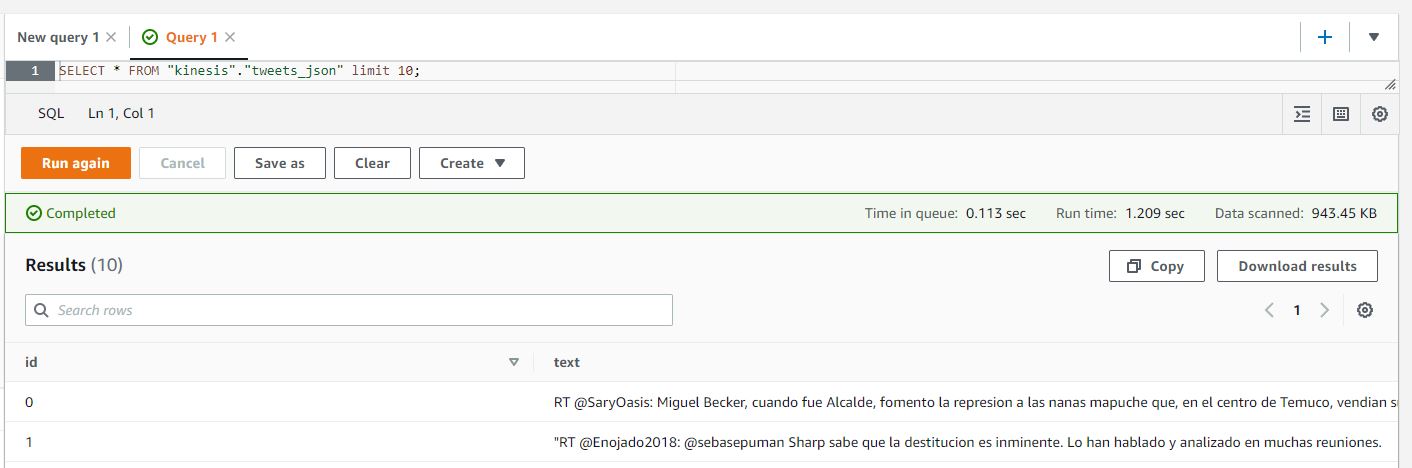 New query 1 Query 1
1 SELECT * FROM "kinesis"."tweets_json" limit 10;
SQL Ln 1, Col 1
Run again Cancel Save as Clear Create
Completed Time in queue: 0.113 sec Run time: 1.209 sec Data scanned: 943.45 KB
Results (10) Copy Download results
Search rows 1
id text
0 RT @SaryOasis: Miguel Becker, cuando fue Alcalde, fomento la represion a las nanas mapuche que, en el centro de Temuco, vendian
1 "RT @Enojado2018: @sebasepuman Sharp sabe que la destitucion es inminente. Lo han hablado y analizado en muchas reuniones.